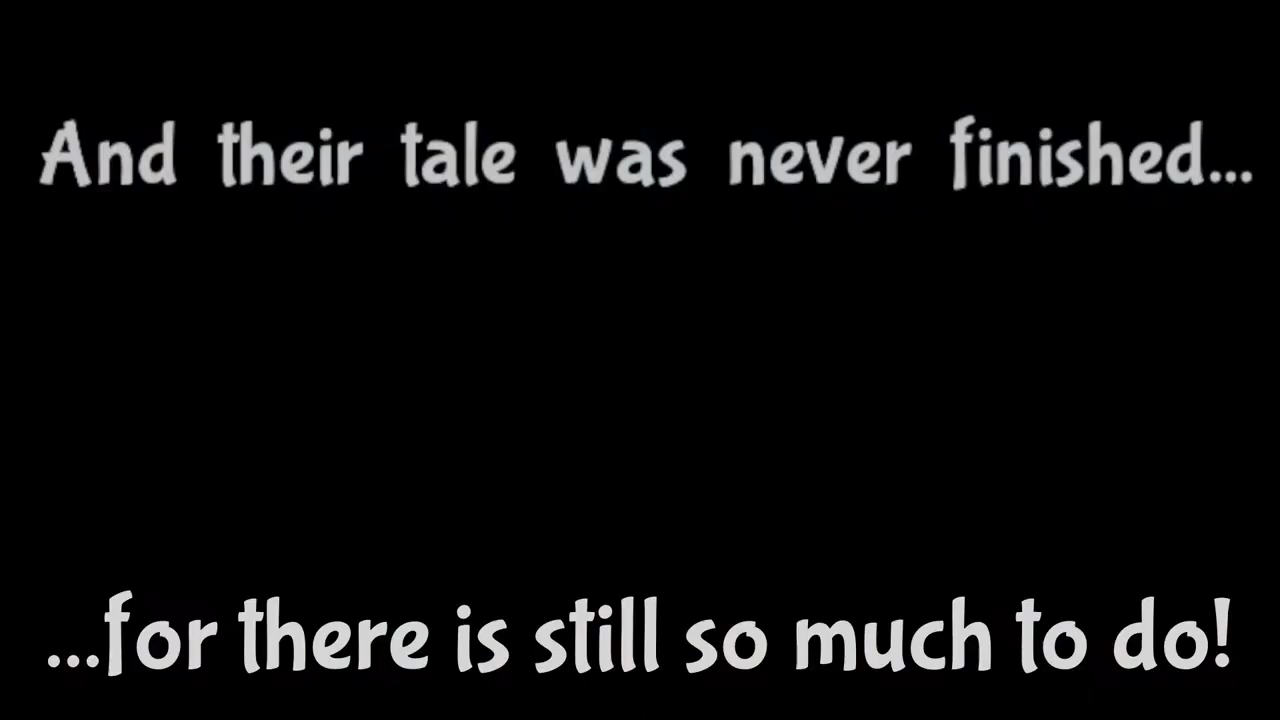 And their tale was never finished...
...for there is still so much to do!